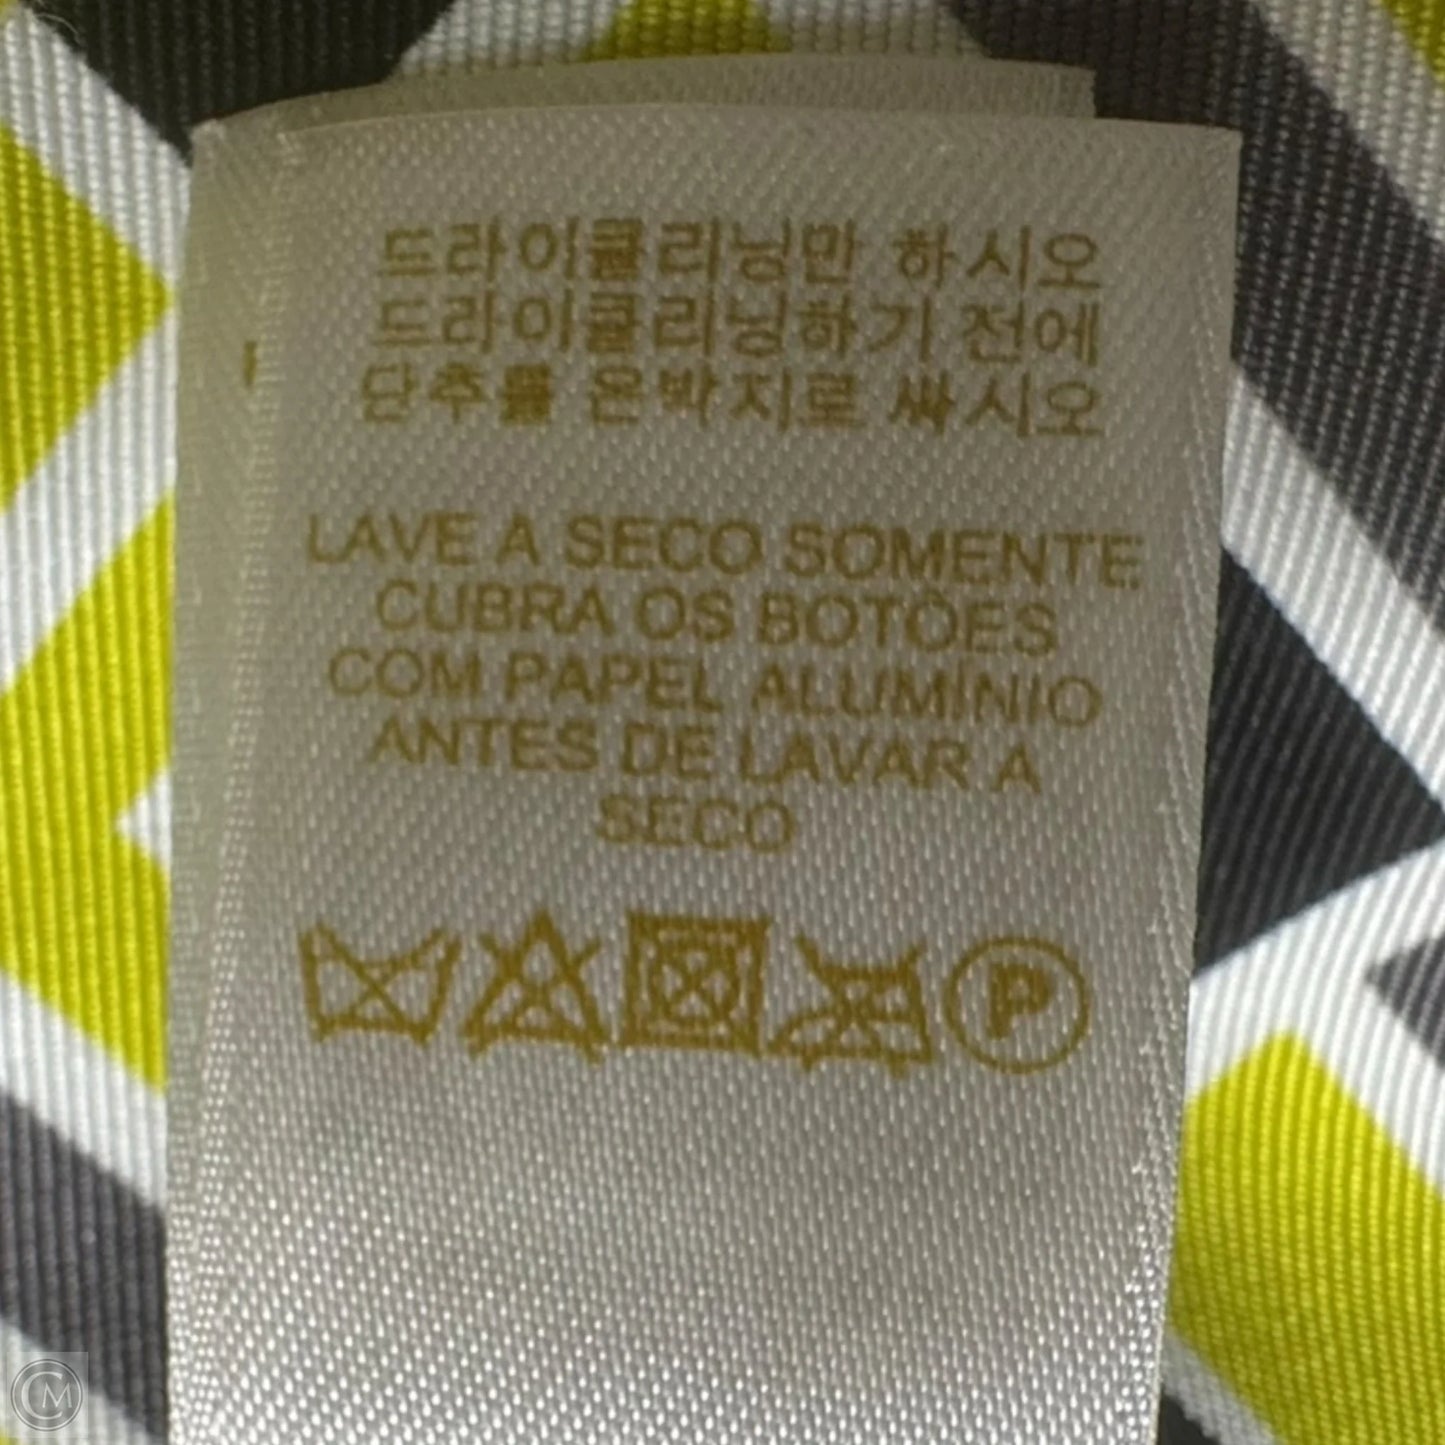 드라이클리닝만 하시오
드라이클리닝하기 전에
단추를 은박지로 싸시오
LAVE A SECO SOMENTE
CUBRA OS BOTÕES
COM PAPEL ALUMÍNIO
ANTES DE LAVAR A
SECO
P
CM